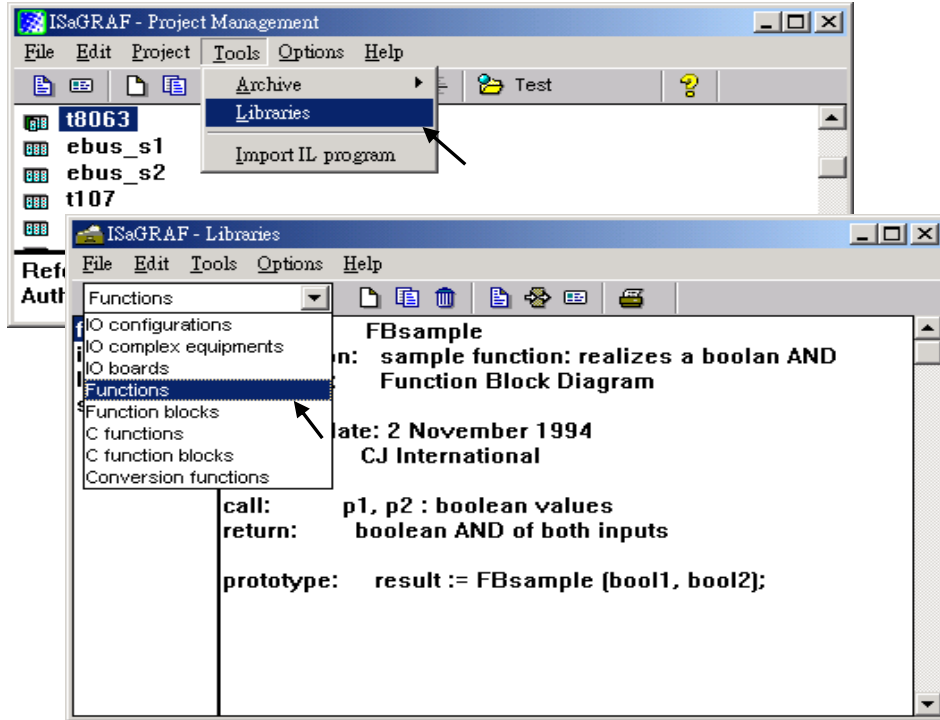 ISaGRAF - Project Management
File Edit Project Tools Options Help
Test
Archive
Libraries
Import IL program
t8063
ebus_s1
ebus_s2
t107
ISaGRAF - Libraries
File Edit Tools Options Help
Functions
IO configurations
IO complex equipments
IO boards
Functions
Function blocks
C functions
C function blocks
Conversion functions
FBsample
sample function: realizes a boolan AND
Function Block Diagram
date: 2 November 1994
CJ International
call: p1, p2 : boolean values
return: boolean AND of both inputs
prototype: result := FBsample (bool1, bool2);